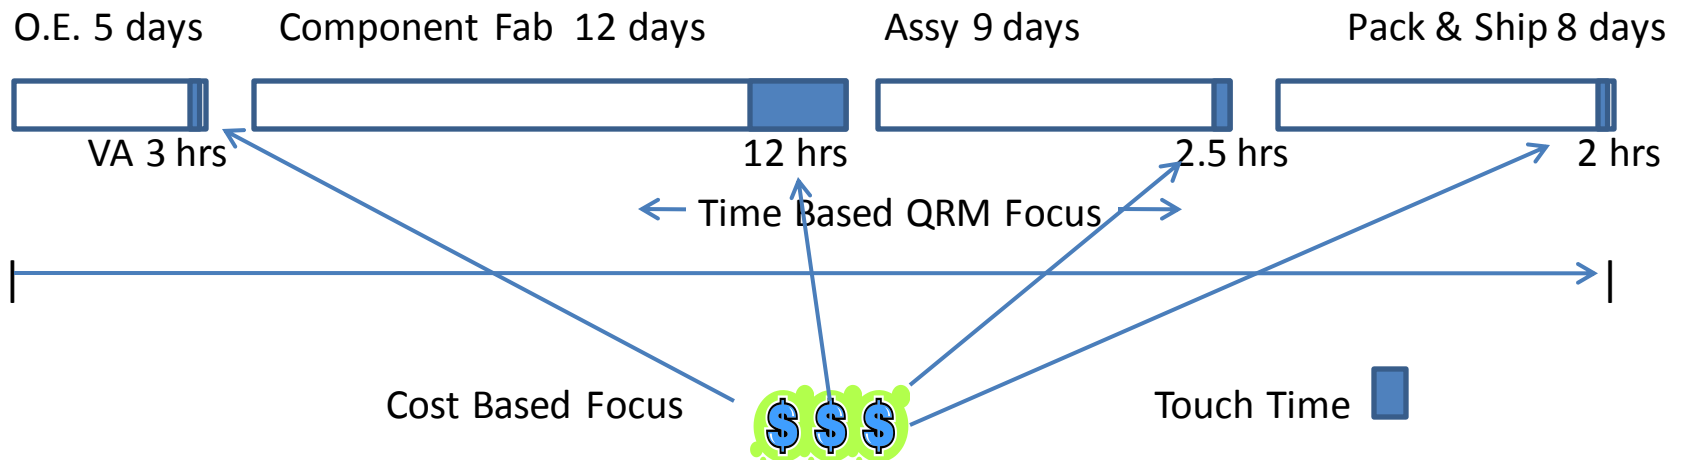 O.E. 5 days Component Fab 12 days Assy 9 days Pack & Ship 8 days
VA 3 hrs 12 hrs 2.5 hrs 2 hrs
Time Based QRM Focus
Cost Based Focus $ $ $ Touch Time